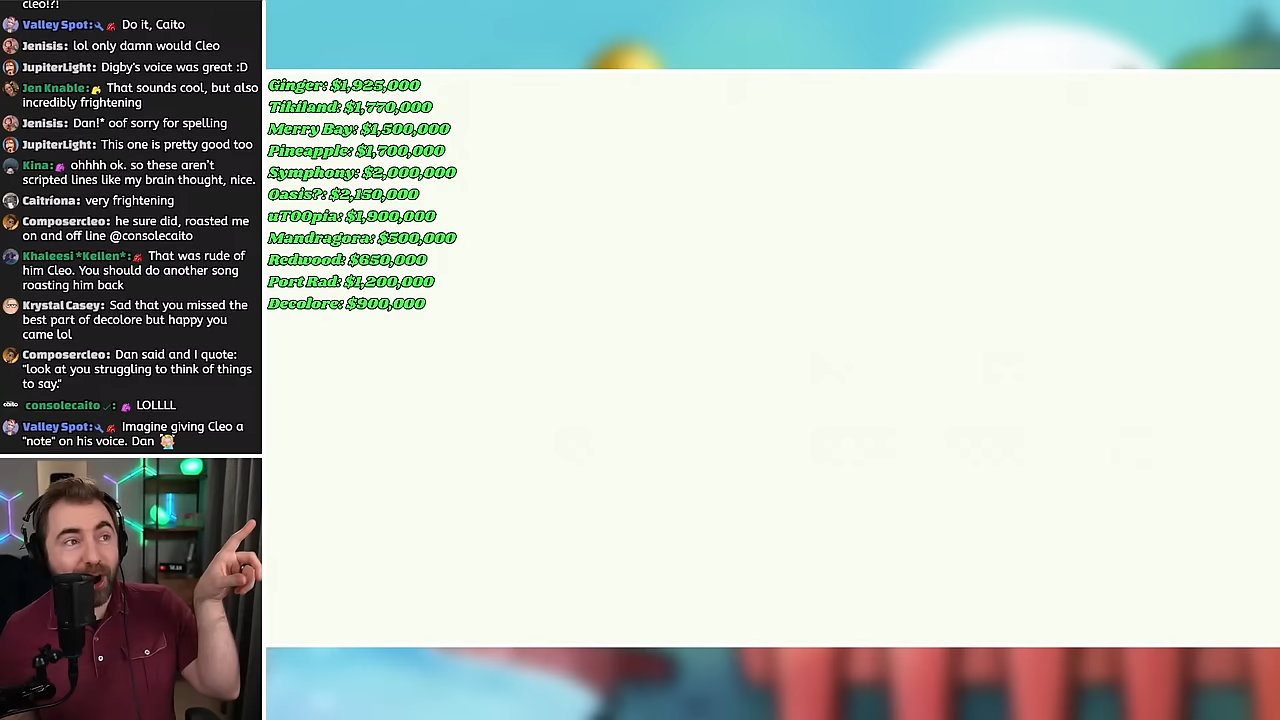 cleo!?!
Valley Spot: Do it, Caito
Jenisis: lol only damn would Cleo
JupiterLight: Digby's voice was great :D
Jen Knable: That sounds cool, but also
incredibly frightening
Jenisis: Dan!* oof sorry for spelling
JupiterLight: This one is pretty good too
Kina: ohhhh ok. so these aren't
scripted lines like my brain thought, nice.
Caitríona: very frightening
Composercleo: he sure did, roasted me
on and off line @consolecaito
Khaleesi *Kellen*: That was rude of
him Cleo. You should do another song
roasting him back
Krystal Casey: Sad that you missed the
best part of decolore but happy you
came lol
Composercleo: Dan said and I quote:
"look at you struggling to think of things
to say."
caito consolecaito: LOLLLL
Valley Spot: Imagine giving Cleo a
"note" on his voice. Dan
Ginger: $1,925,000
Tikiland: $1,770,000
Merry Bay: $1,500,000
Pineapple: $1,700,000
Symphony: $2,000,000
Oasis?: $2,150,000
uT00pia: $1,900,000
Mandragora: $500,000
Redwood: $650,000
Port Rad: $1,200,000
Decolore: $900,000